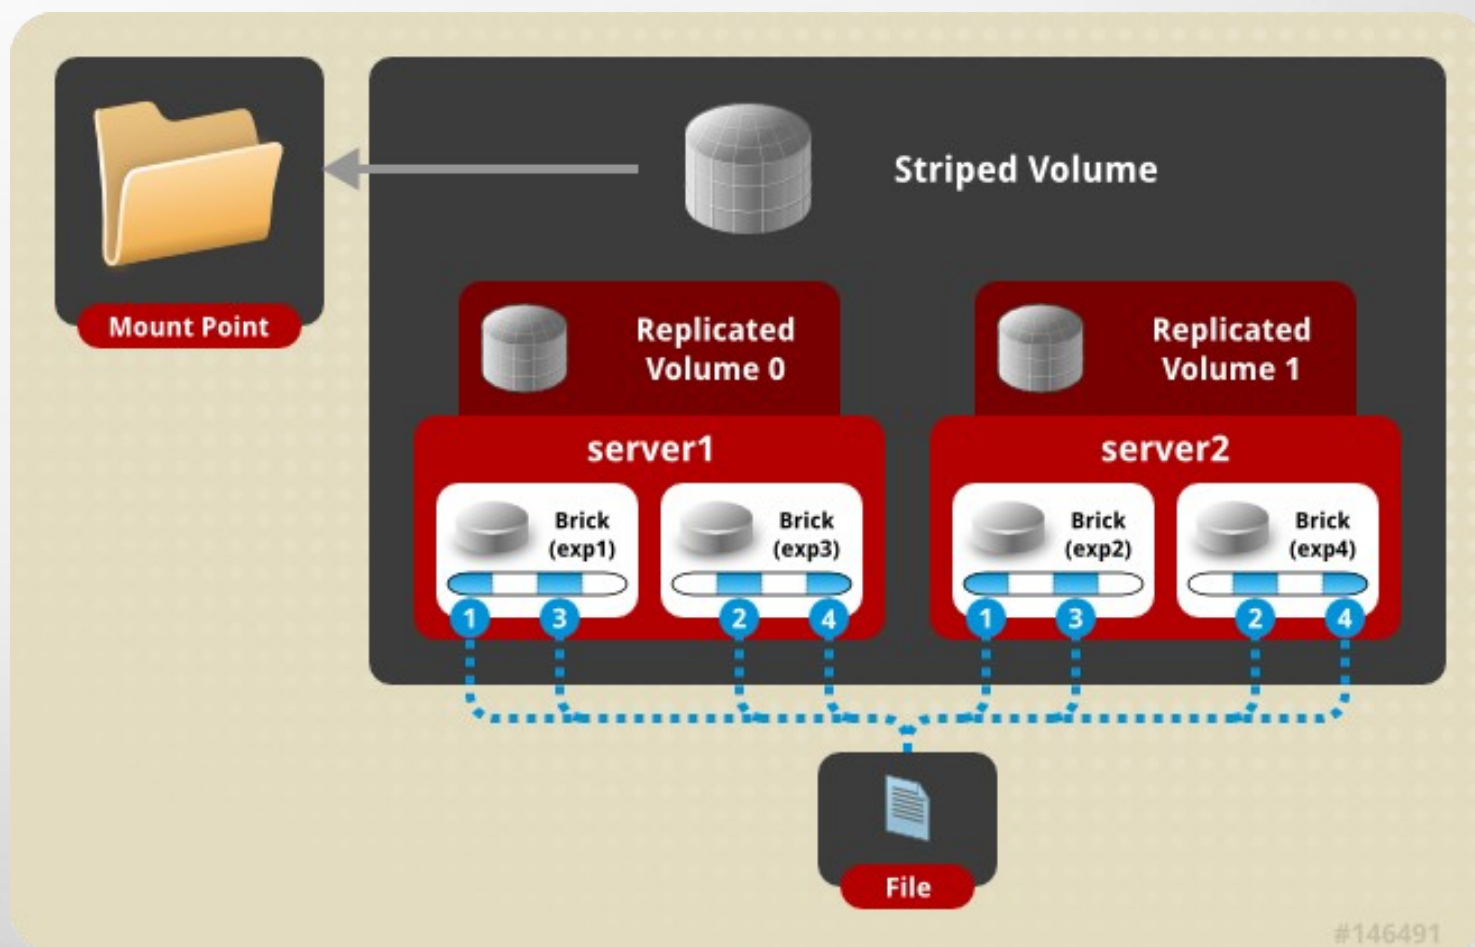 Striped Volume
Mount Point
Replicated
Volume 0
Replicated
Volume 1
server1
server2
Brick
(exp1)
Brick
(exp3)
Brick
(exp2)
Brick
(exp4)
1
3
2
4
1
3
2
4
File
#146491